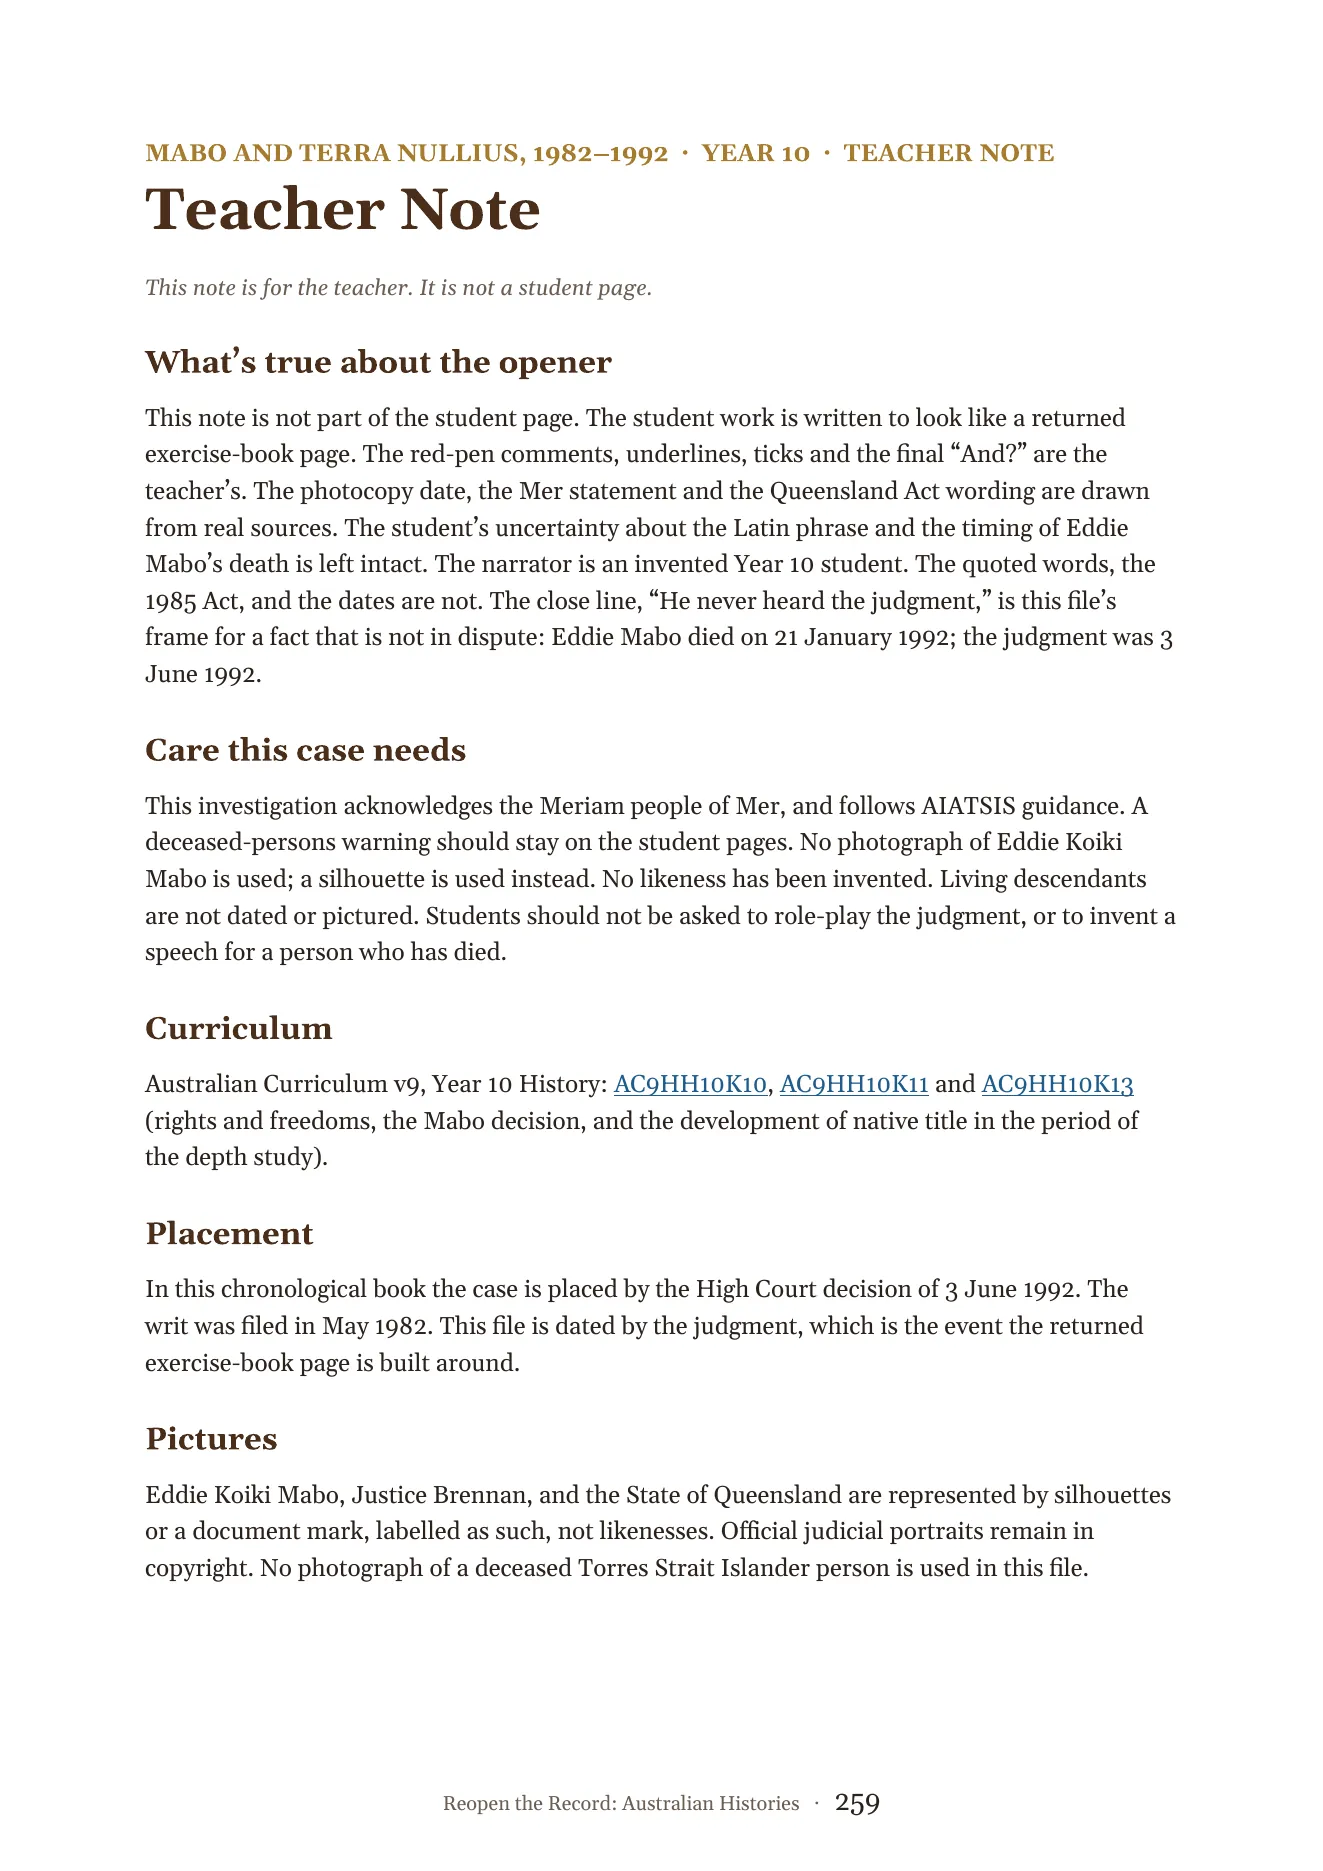 MABO AND TERRA NULLIUS, 1982–1992 · YEAR 10 · TEACHER NOTE
Teacher Note
This note is for the teacher. It is not a student page.
What’s true about the opener
This note is not part of the student page. The student work is written to look like a returned
exercise-book page. The red-pen comments, underlines, ticks and the final “And?” are the
teacher’s. The photocopy date, the Mer statement and the Queensland Act wording are drawn
from real sources. The student’s uncertainty about the Latin phrase and the timing of Eddie
Mabo’s death is left intact. The narrator is an invented Year 10 student. The quoted words, the
1985 Act, and the dates are not. The close line, “He never heard the judgment,” is this file’s
frame for a fact that is not in dispute: Eddie Mabo died on 21 January 1992; the judgment was 3
June 1992.
Care this case needs
This investigation acknowledges the Meriam people of Mer, and follows AIATSIS guidance. A
deceased-persons warning should stay on the student pages. No photograph of Eddie Koiki
Mabo is used; a silhouette is used instead. No likeness has been invented. Living descendants
are not dated or pictured. Students should not be asked to role-play the judgment, or to invent a
speech for a person who has died.
Curriculum
Australian Curriculum v9, Year 10 History: AC9HH10K10, AC9HH10K11 and AC9HH10K13
(rights and freedoms, the Mabo decision, and the development of native title in the period of
the depth study).
Placement
In this chronological book the case is placed by the High Court decision of 3 June 1992. The
writ was filed in May 1982. This file is dated by the judgment, which is the event the returned
exercise-book page is built around.
Pictures
Eddie Koiki Mabo, Justice Brennan, and the State of Queensland are represented by silhouettes
or a document mark, labelled as such, not likenesses. Official judicial portraits remain in
copyright. No photograph of a deceased Torres Strait Islander person is used in this file.
Reopen the Record: Australian Histories · 259